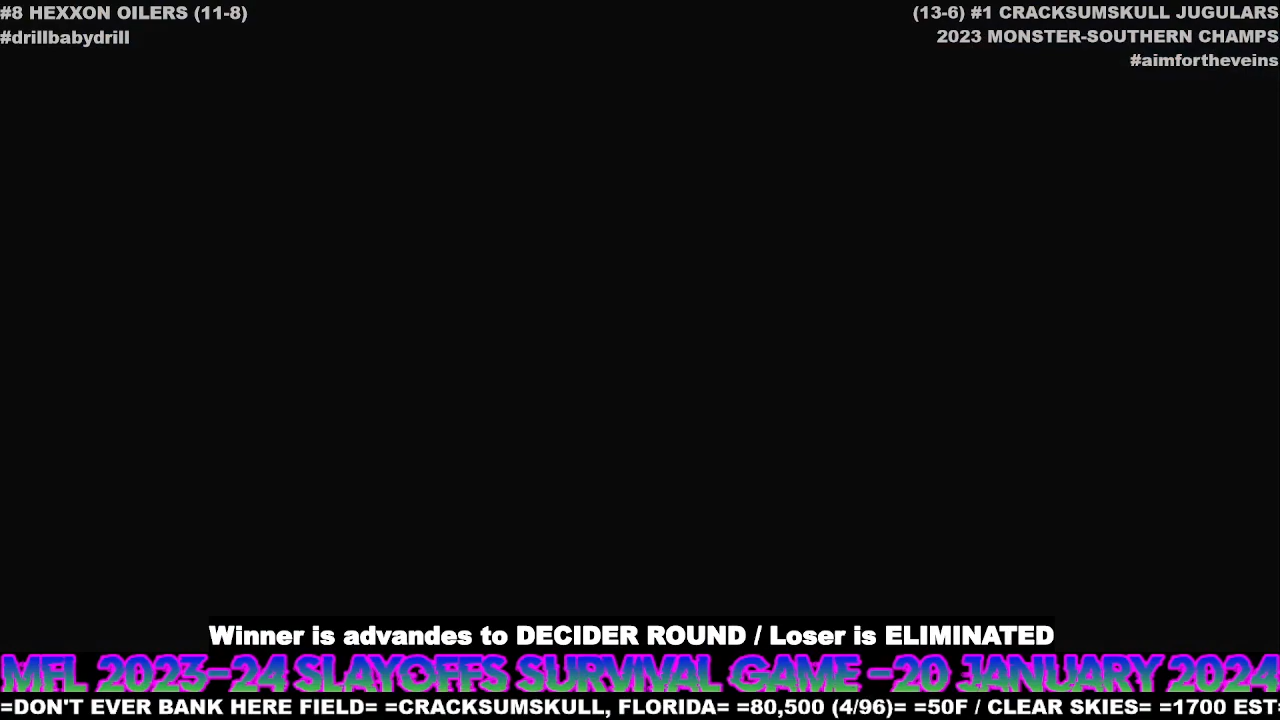 #8 HEXXON OILERS (11-8)
#drillbabydrill
(13-6) #1 CRACKSUMSKULL JUGULARS
2023 MONSTER-SOUTHERN CHAMPS
#aimfortheveins
Winner is advandes to DECIDER ROUND / Loser is ELIMINATED
MFL 2023-24 SLAYOFFS SURVIVAL GAME -20 JANUARY 2024
=DON'T EVER BANK HERE FIELD= =CRACKSUMSKULL, FLORIDA= =80,500 (4/96)= =50F / CLEAR SKIES= =1700 EST=